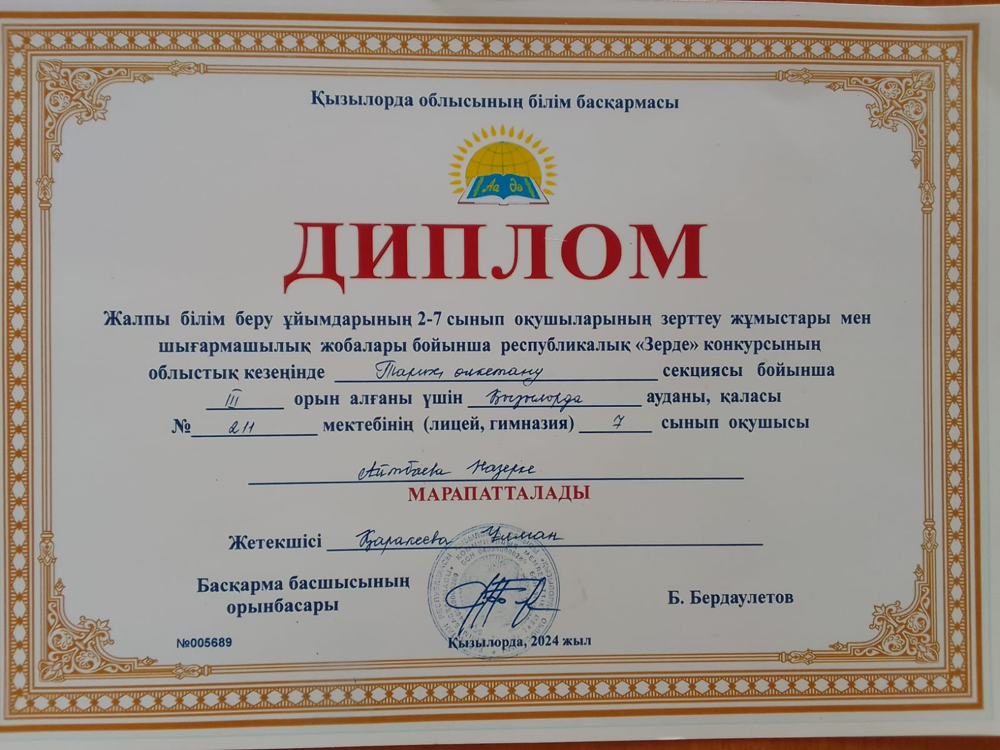 Қызылорда облысының білім басқармасы
Аа Әә
ДИПЛОМ
Жалпы білім беру ұйымдарының 2-7 сынып оқушыларының зерттеу жұмыстары мен
шығармашылық жобалары бойынша республикалық «Зерде» конкурсының
облыстық кезеңінде Тарих, өлкетану секциясы бойынша
III орын алғаны үшін Қызылорда ауданы, қаласы
№ 211 мектебінің (лицей, гимназия) 7 сынып оқушысы
Айтбаева Назерке
МАРАПАТТАЛАДЫ
Жетекшісі Ұлман
Басқарма басшысының
орынбасары
Б. Бердаулетов
№005689
Қызылорда, 2024 жыл